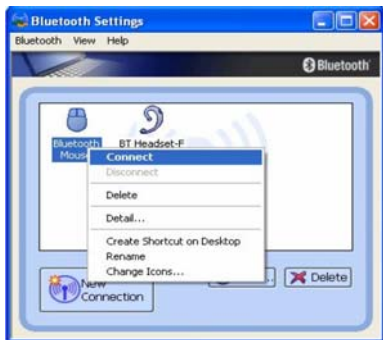 Bluetooth Settings
Bluetooth View Help
Bluetooth
Bluetooth
Mouse
BT Headset-F
Connect
Disconnect
Delete
Detail...
Create Shortcut on Desktop
Rename
Change Icons...
New
Connection
Delete